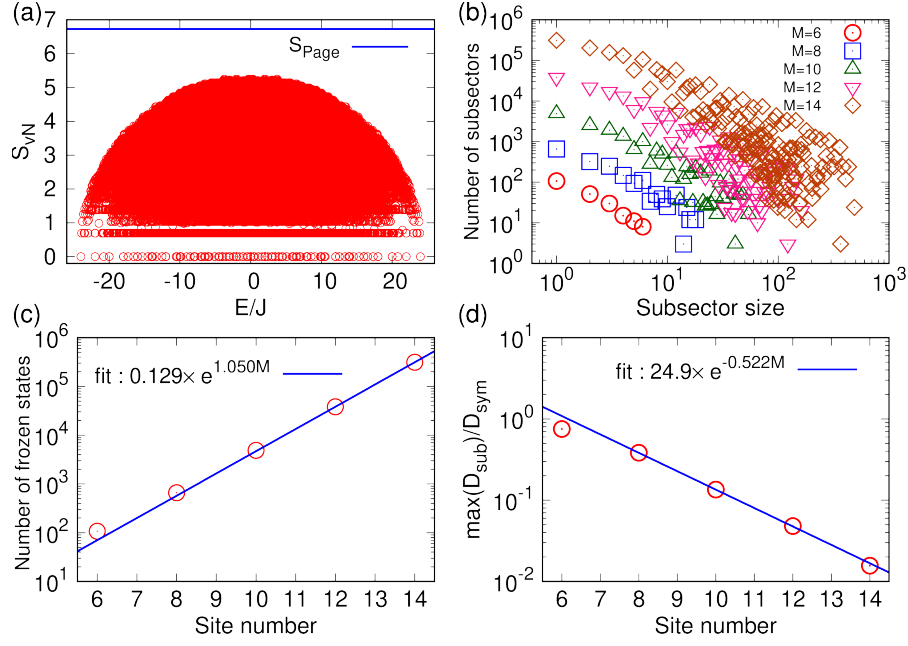 (a)
7
6
5
4
3
2
1
0
S_VN
S_Page
-20 -10 0 10 20
E/J
(b)
10^6
10^5
10^4
10^3
10^2
10^1
10^0
Number of subsectors
M=6
M=8
M=10
M=12
M=14
10^0 10^1 10^2 10^3
Subsector size
(c)
10^6
10^5
10^4
10^3
10^2
10^1
Number of frozen states
fit : 0.129× e^1.050M
6 7 8 9 10 11 12 13 14
Site number
(d)
10^1
10^0
10^-1
10^-2
max(D_sub)/D_sym
fit : 24.9× e^-0.522M
6 7 8 9 10 11 12 13 14
Site number